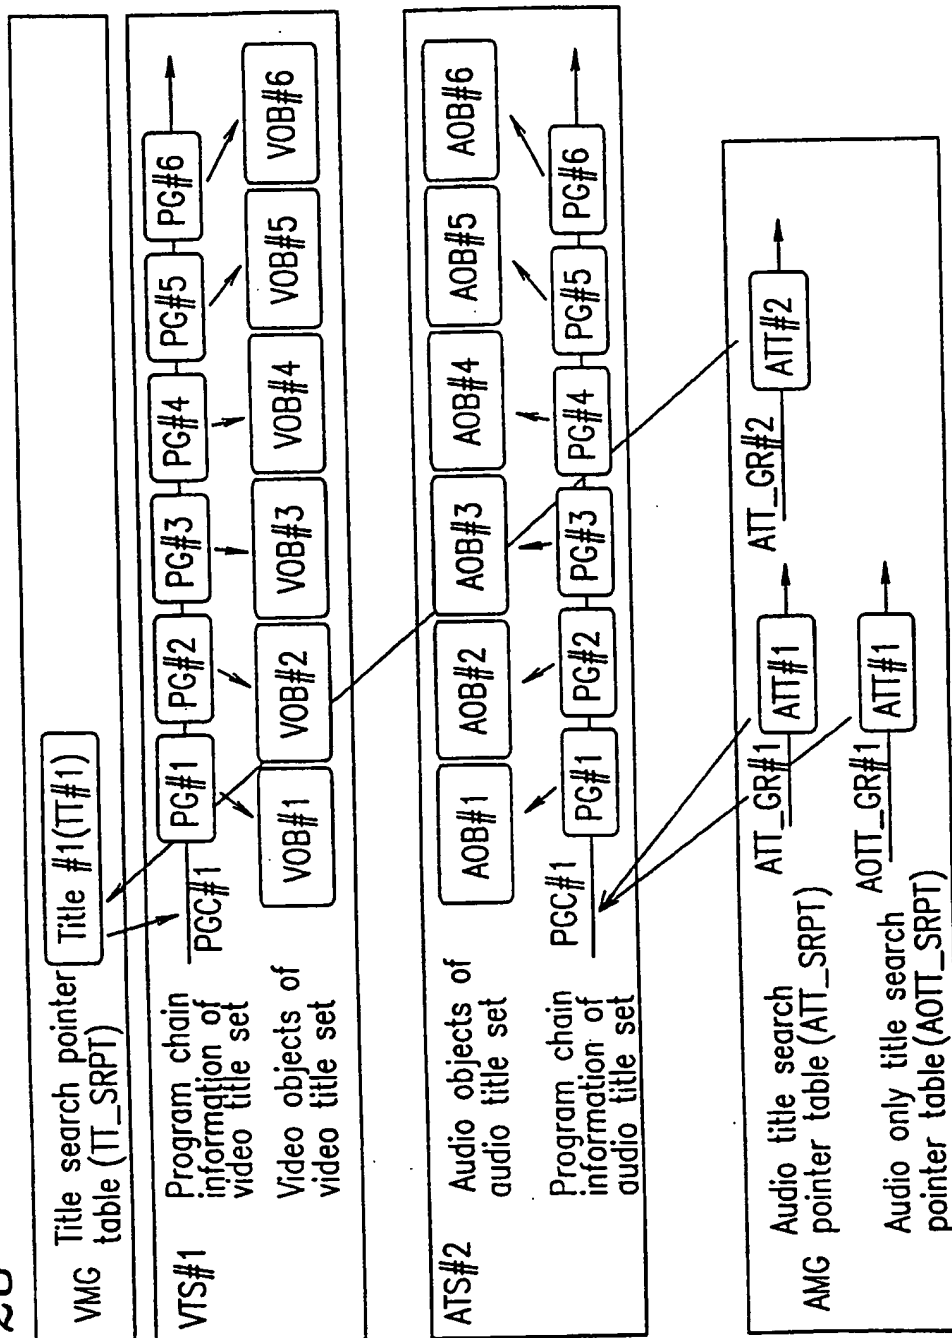 VMG
Title search pointer
table (TT_SRPT)
Title #1(TT#1)
VTS#1
Program chain
information of
video title set
PGC#1
PG#1
PG#2
PG#3
PG#4
PG#5
PG#6
Video objects of
video title set
VOB#1
VOB#2
VOB#3
VOB#4
VOB#5
VOB#6
ATS#2
Audio objects of
audio title set
AOB#1
AOB#2
AOB#3
AOB#4
AOB#5
AOB#6
Program chain
information of
audio title set
PGC#1
PG#1
PG#2
PG#3
PG#4
PG#5
PG#6
AMG
Audio title search
pointer table (ATT_SRPT)
ATT_GR#1
ATT#1
ATT_GR#2
ATT#2
Audio only title search
pointer table (AOTT_SRPT)
AOTT_GR#1
ATT#1